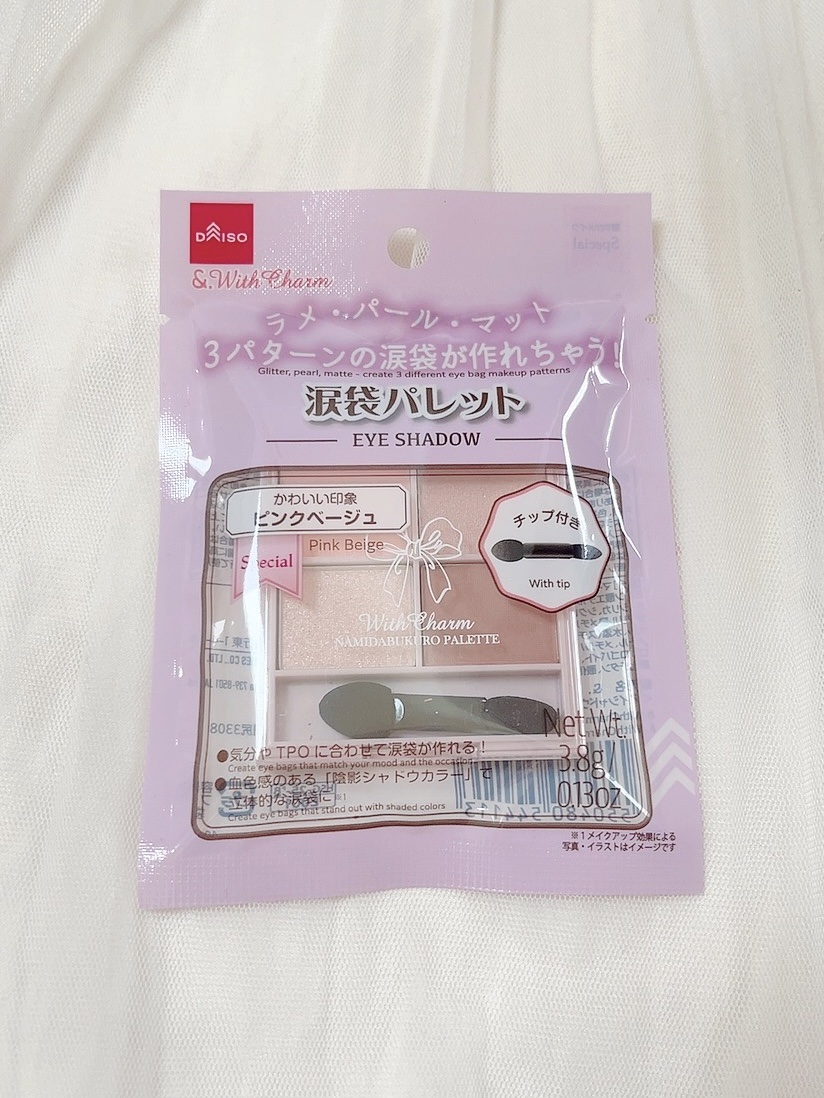 DAISO
&.With Charm
ラメ・パール・マット
3パターンの涙袋が作れちゃう!
Glitter, pearl, matte - create 3 different eye bag makeup patterns
涙袋パレット
EYE SHADOW
かわいい印象
ピンクベージュ
Pink Beige
Special
チップ付き
With tip
With Charm
NAMIDABUKURO PALETTE
●気分やTPOに合わせて涙袋が作れる!
Create eye bags that match your mood and the occasion
●血色感のある「陰影シャドウカラー」で
立体的な涙袋に※1
Create eye bags that stand out with shaded colors
Net Wt.
3.8g/
0.13oz
※1メイクアップ効果による
写真・イラストはイメージです